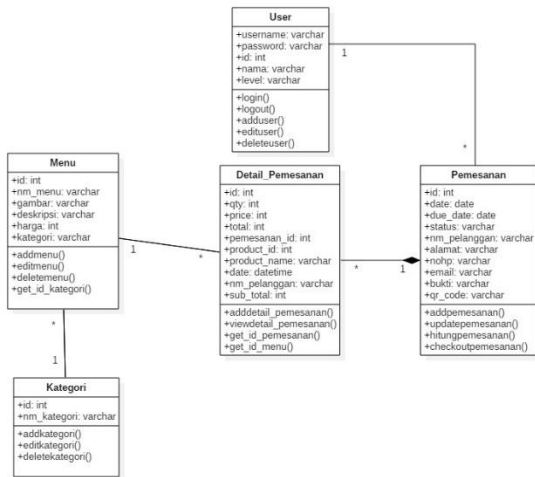 User
+username: varchar
+password: varchar
+id: int
+nama: varchar
+level: varchar
+login()
+logout()
+adduser()
+edituser()
+deleteuser()
1
*
Menu
+id: int
+nm_menu: varchar
+gambar: varchar
+deskripsi: varchar
+harga: int
+kategori: varchar
+addmenu()
+editmenu()
+deletemenu()
+get_id_kategori()
1
*
Detail_Pemesanan
+id: int
+qty: int
+price: int
+total: int
+pemesanan_id: int
+product_id: int
+product_name: varchar
+date: datetime
+nm_pelanggan: varchar
+sub_total: int
+adddetail_pemesanan()
+viewdetail_pemesanan()
+get_id_pemesanan()
+get_id_menu()
*
1
Pemesanan
+id: int
+date: date
+due_date: date
+status: varchar
+nm_pelanggan: varchar
+alamat: varchar
+nohp: varchar
+email: varchar
+bukti: varchar
+qr_code: varchar
+addpemesanan()
+updatepemesanan()
+hitungpemesanan()
+checkoutpemesanan()
*
1
Kategori
+id: int
+nm_kategori: varchar
+addkategori()
+editkategori()
+deletekategori()